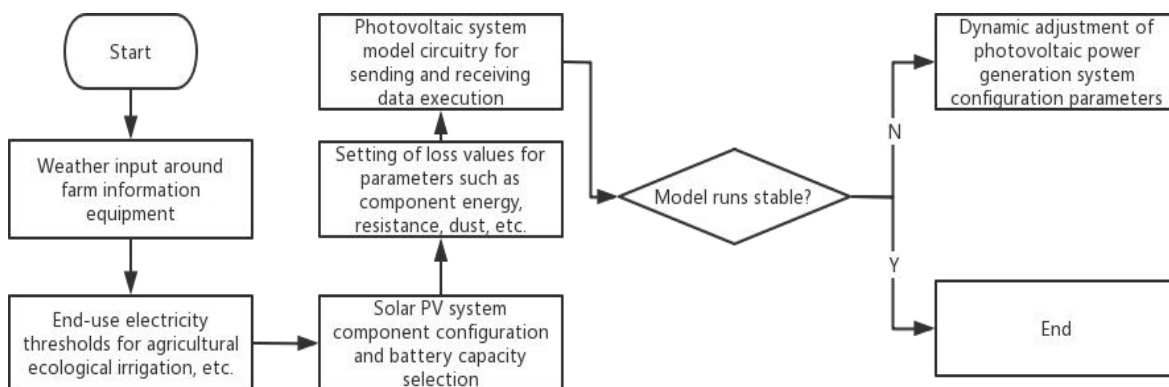 Start
Weather input around
farm information
equipment
End-use electricity
thresholds for agricultural
ecological irrigation, etc.
Solar PV system
component configuration
and battery capacity
selection
Setting of loss values for
parameters such as
component energy,
resistance, dust, etc.
Photovoltaic system
model circuitry for
sending and receiving
data execution
Model runs stable?
N
Dynamic adjustment of
photovoltaic power
generation system
configuration parameters
Y
End